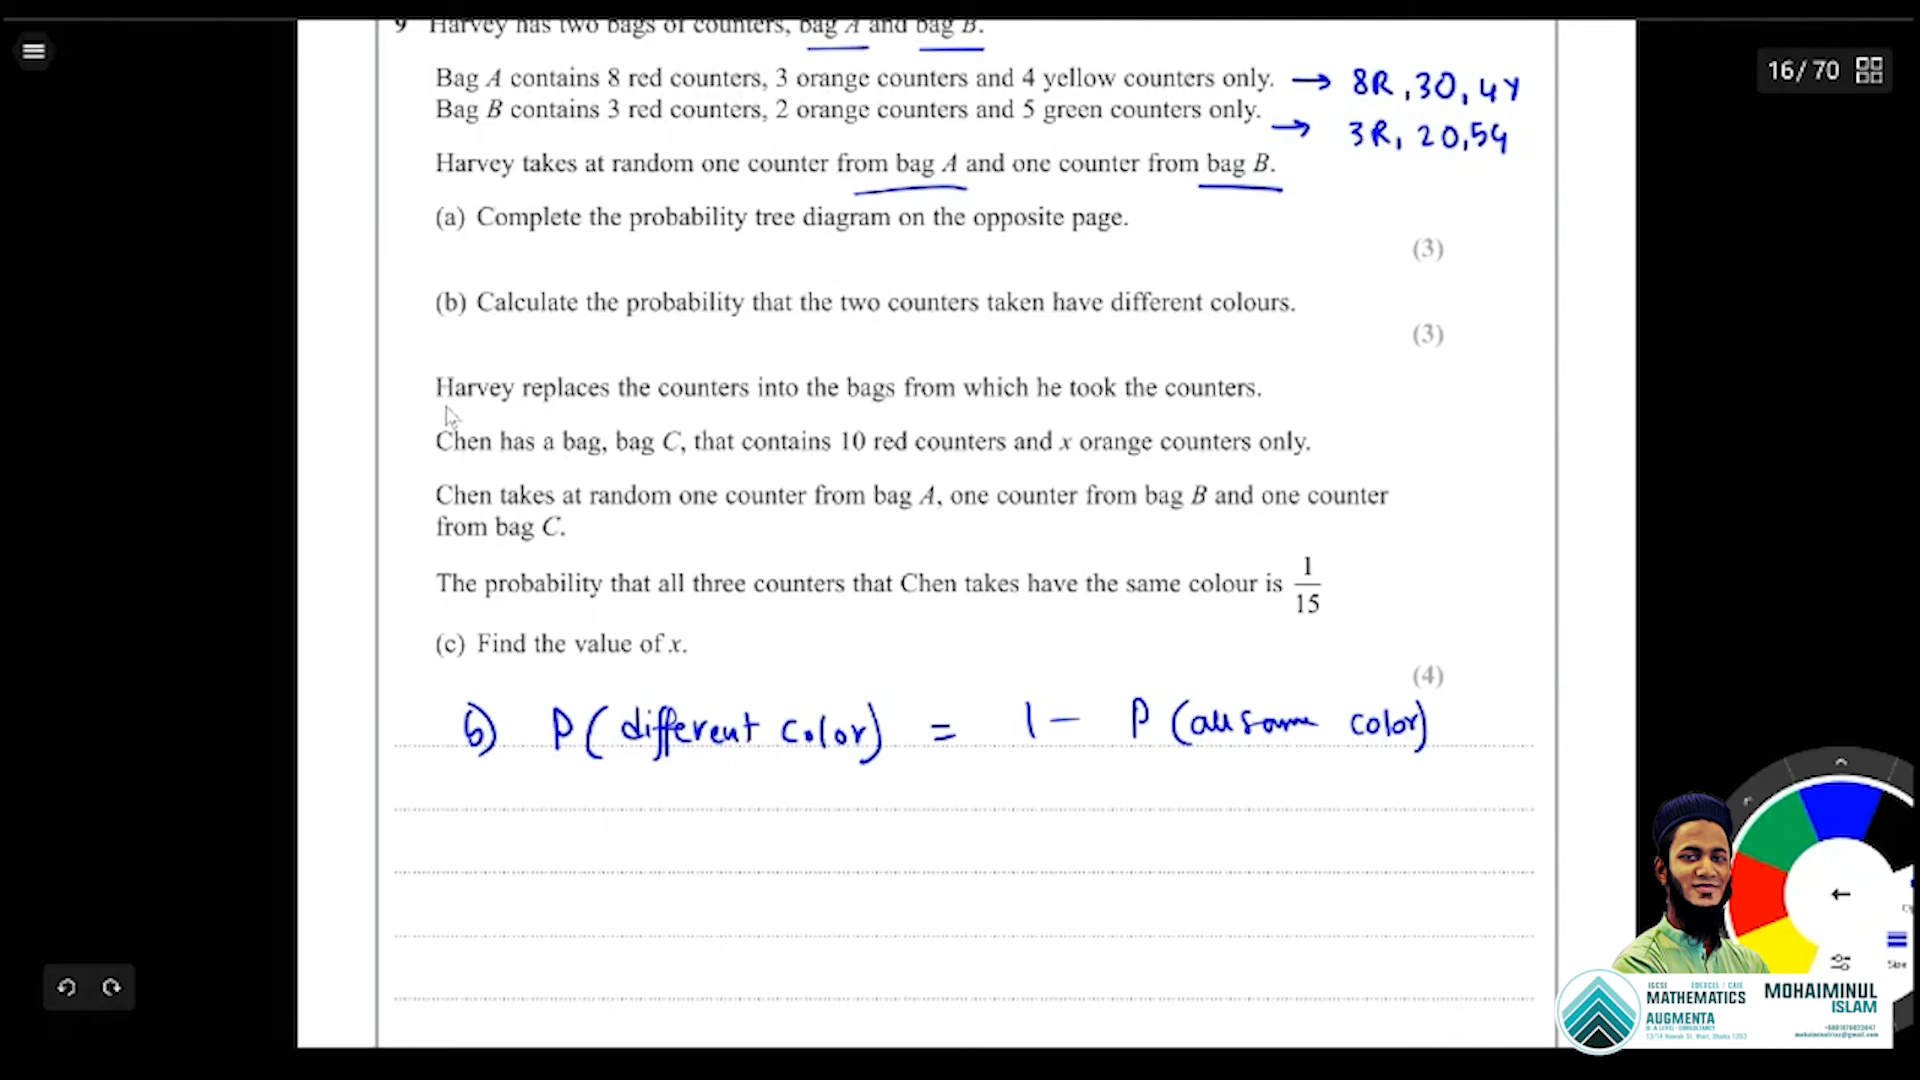 9 Harvey has two bags of counters, bag A and bag B.
16/ 70
Bag A contains 8 red counters, 3 orange counters and 4 yellow counters only. → 8R, 3O, 4Y
Bag B contains 3 red counters, 2 orange counters and 5 green counters only. → 3R, 2O, 5G
Harvey takes at random one counter from bag A and one counter from bag B.
(a) Complete the probability tree diagram on the opposite page.
(3)
(b) Calculate the probability that the two counters taken have different colours.
(3)
Harvey replaces the counters into the bags from which he took the counters.
Chen has a bag, bag C, that contains 10 red counters and x orange counters only.
Chen takes at random one counter from bag A, one counter from bag B and one counter
from bag C.
The probability that all three counters that Chen takes have the same colour is 1/15
(c) Find the value of x.
(4)
b) P(different color) = 1 - P(all same color)
Size
IGCSE EDEXCEL / CAIE
MATHEMATICS
AUGMENTA
O A LEVEL CONSULTANCY
MOHAIMINUL
ISLAM